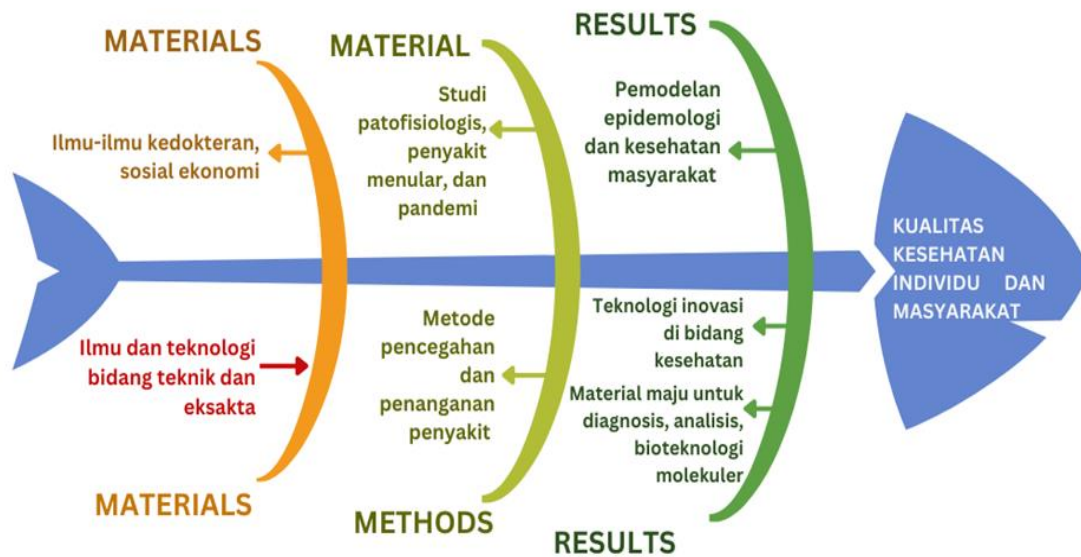 MATERIALS
Ilmu-ilmu kedokteran,
sosial ekonomi
Ilmu dan teknologi
bidang teknik dan
eksakta
MATERIALS
MATERIAL
Studi
patofisiologis,
penyakit
menular, dan
pandemi
Metode
pencegahan
dan
penanganan
penyakit
METHODS
RESULTS
Pemodelan
epidemologi
dan kesehatan
masyarakat
Teknologi inovasi
di bidang
kesehatan
Material maju untuk
diagnosis, analisis,
bioteknologi
molekuler
RESULTS
KUALITAS
KESEHATAN
INDIVIDU DAN
MASYARAKAT